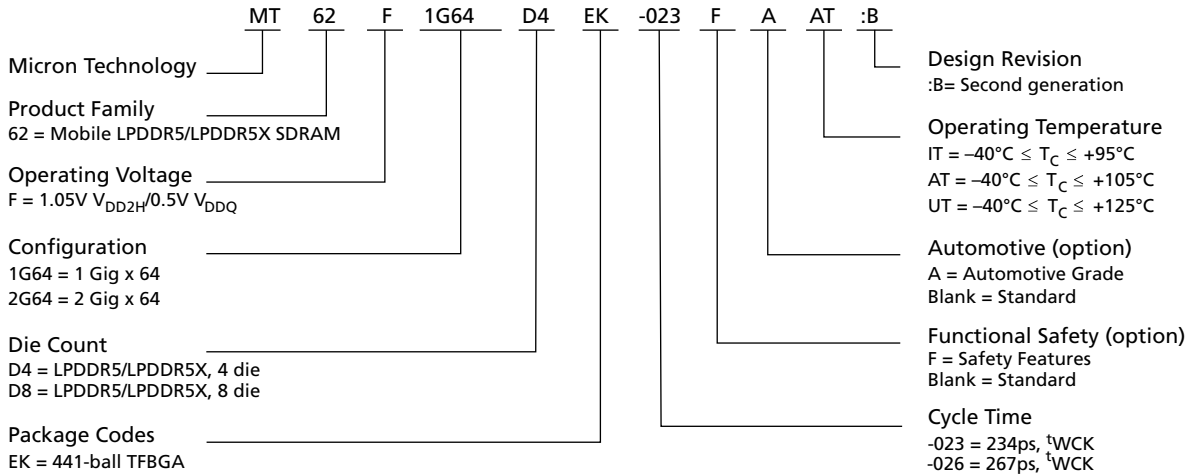 MT 62 F 1G64 D4 EK -023 F A AT :B
Micron Technology
Product Family
62 = Mobile LPDDR5/LPDDR5X SDRAM
Operating Voltage
F = 1.05V VDD2H/0.5V VDDQ
Configuration
1G64 = 1 Gig x 64
2G64 = 2 Gig x 64
Die Count
D4 = LPDDR5/LPDDR5X, 4 die
D8 = LPDDR5/LPDDR5X, 8 die
Package Codes
EK = 441-ball TFBGA
Design Revision
:B= Second generation
Operating Temperature
IT = –40°C ≤ TC ≤ +95°C
AT = –40°C ≤ TC ≤ +105°C
UT = –40°C ≤ TC ≤ +125°C
Automotive (option)
A = Automotive Grade
Blank = Standard
Functional Safety (option)
F = Safety Features
Blank = Standard
Cycle Time
-023 = 234ps, tWCK
-026 = 267ps, tWCK